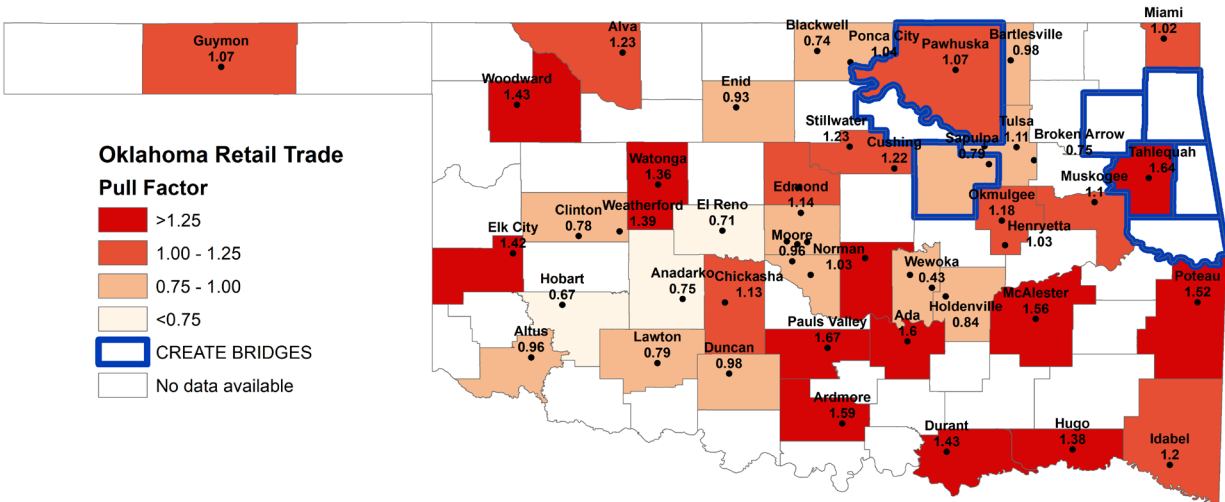 Guymon
1.07
Alva
1.23
Blackwell
0.74
Ponca City
1.04
Pawhuska
1.07
Bartlesville
0.98
Miami
1.02
Woodward
1.43
Enid
0.93
Oklahoma Retail Trade
Pull Factor
>1.25
1.00 - 1.25
0.75 - 1.00
<0.75
CREATE BRIDGES
No data available
Stillwater
1.23
Cushing
1.22
Sapulpa
0.79
Tulsa
1.11
Broken Arrow
0.75
Tahlequah
1.64
Watonga
1.36
Edmond
1.14
Muskogee
1.1
Okmulgee
1.18
Henryetta
1.03
Weatherford
1.39
El Reno
0.71
Clinton
0.78
Elk City
1.42
Moore
0.96
Norman
1.03
Wewoka
0.43
Holdenville
0.84
McAlester
1.56
Poteau
1.52
Hobart
0.67
Anadarko
0.75
Chickasha
1.13
Pauls Valley
1.67
Ada
1.6
Altus
0.96
Lawton
0.79
Duncan
0.98
Ardmore
1.59
Durant
1.43
Hugo
1.38
Idabel
1.2